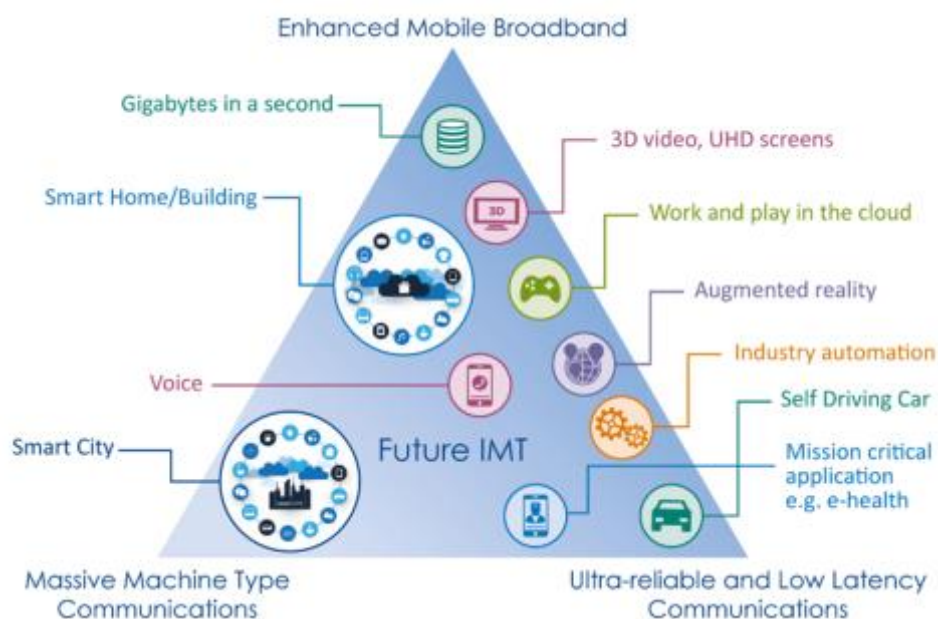 Enhanced Mobile Broadband
Gigabytes in a second
3D video, UHD screens
3D
Smart Home/Building
Work and play in the cloud
Augmented reality
Industry automation
Voice
Self Driving Car
Smart City
Future IMT
Mission critical
application
e.g. e-health
Massive Machine Type
Communications
Ultra-reliable and Low Latency
Communications